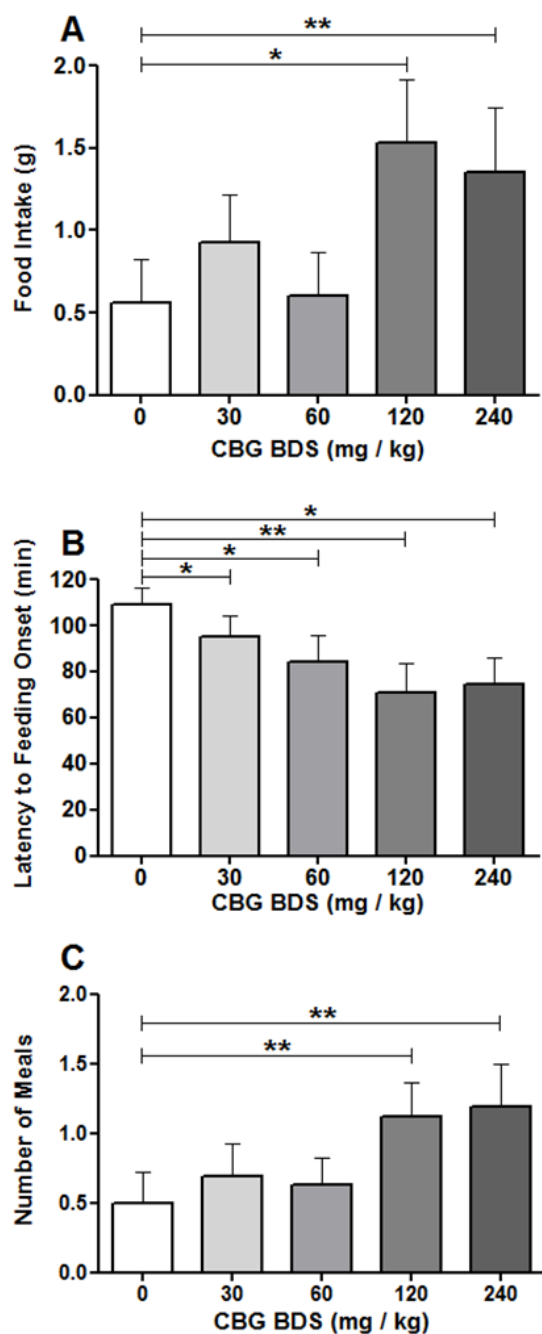 A
**
*
2.0
1.5
1.0
0.5
0.0
Food Intake (g)
0 30 60 120 240
CBG BDS (mg / kg)
B
*
**
*
*
120
100
80
60
40
20
0
Latency to Feeding Onset (min)
0 30 60 120 240
CBG BDS (mg / kg)
C
**
**
2.0
1.5
1.0
0.5
0.0
Number of Meals
0 30 60 120 240
CBG BDS (mg / kg)